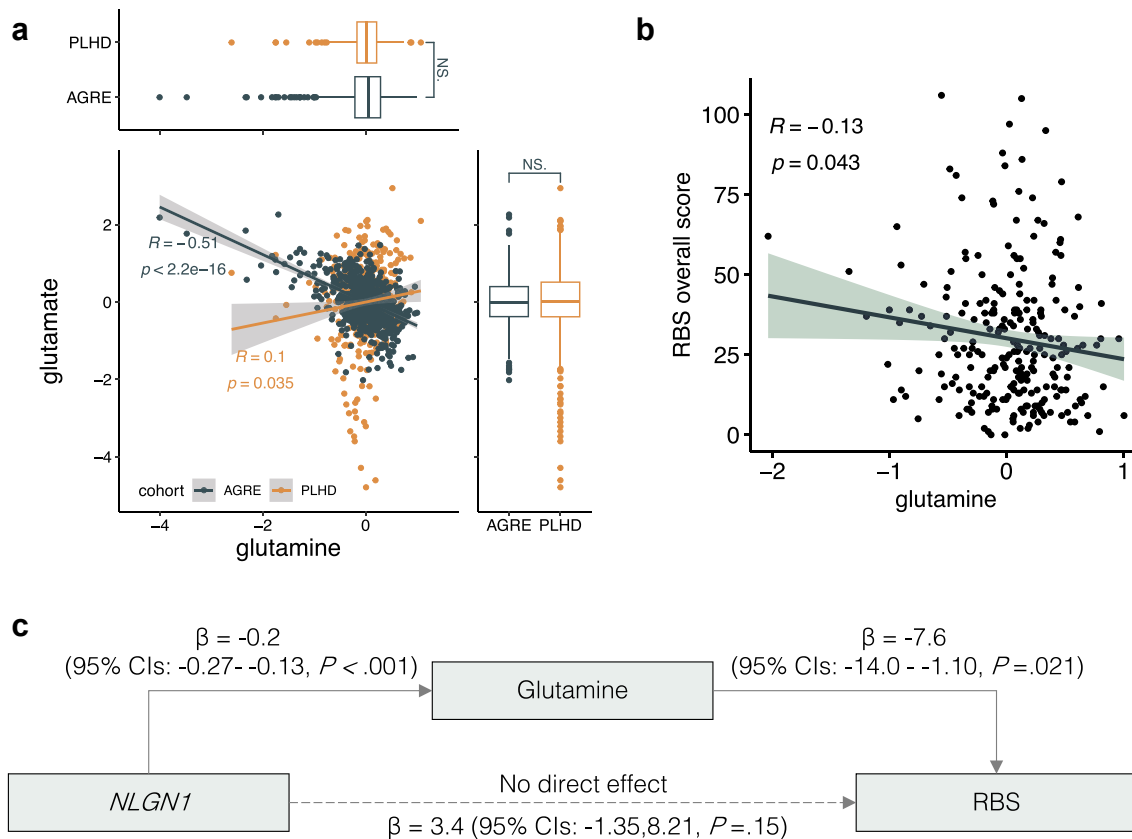 a
PLHD
AGRE
NS.
NS.
glutamate
2
0
−2
−4
R = −0.51
p < 2.2e−16
R = 0.1
p = 0.035
cohort AGRE PLHD
−4 −2 0
glutamine
AGRE PLHD
b
RBS overall score
100
75
50
25
0
R = −0.13
p = 0.043
−2 −1 0 1
glutamine
c
β = -0.2
(95% CIs: -0.27- -0.13, P < .001)
β = -7.6
(95% CIs: -14.0 - -1.10, P =.021)
Glutamine
NLGN1
No direct effect
RBS
β = 3.4 (95% CIs: -1.35,8.21, P =.15)